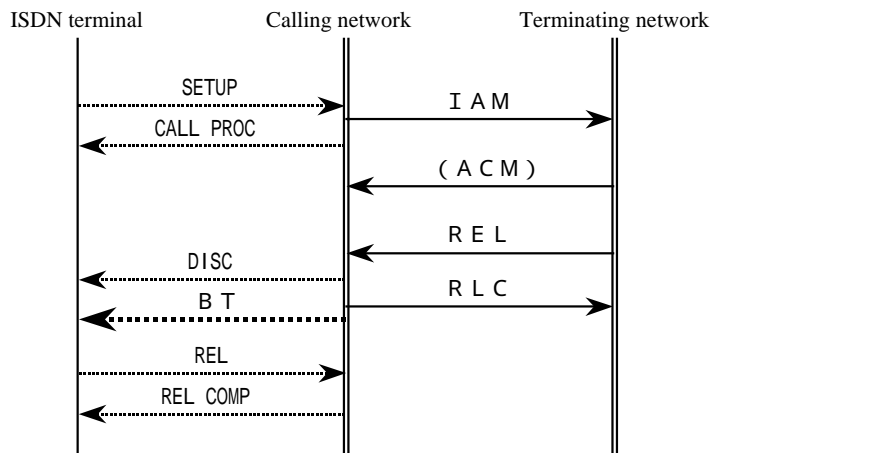 ISDN terminal Calling network Terminating network
SETUP
I A M
CALL PROC
( A C M )
R E L
DISC
R L C
B T
REL
REL COMP